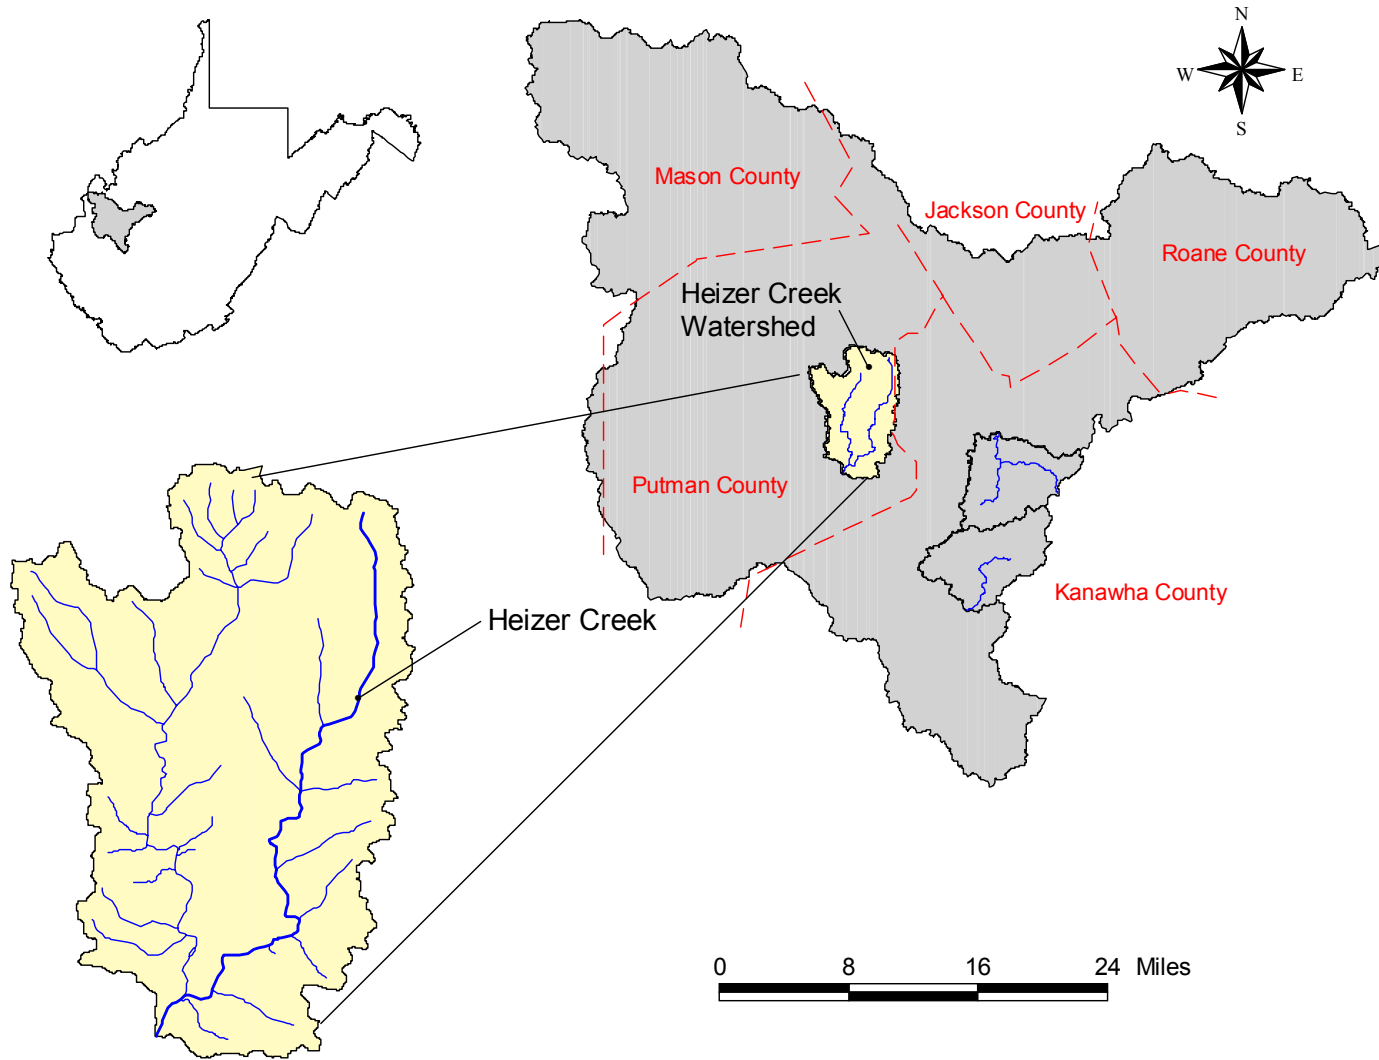 N
W E
S
Mason County
Jackson County
Roane County
Heizer Creek
Watershed
Putman County
Kanawha County
Heizer Creek
0 8 16 24 Miles